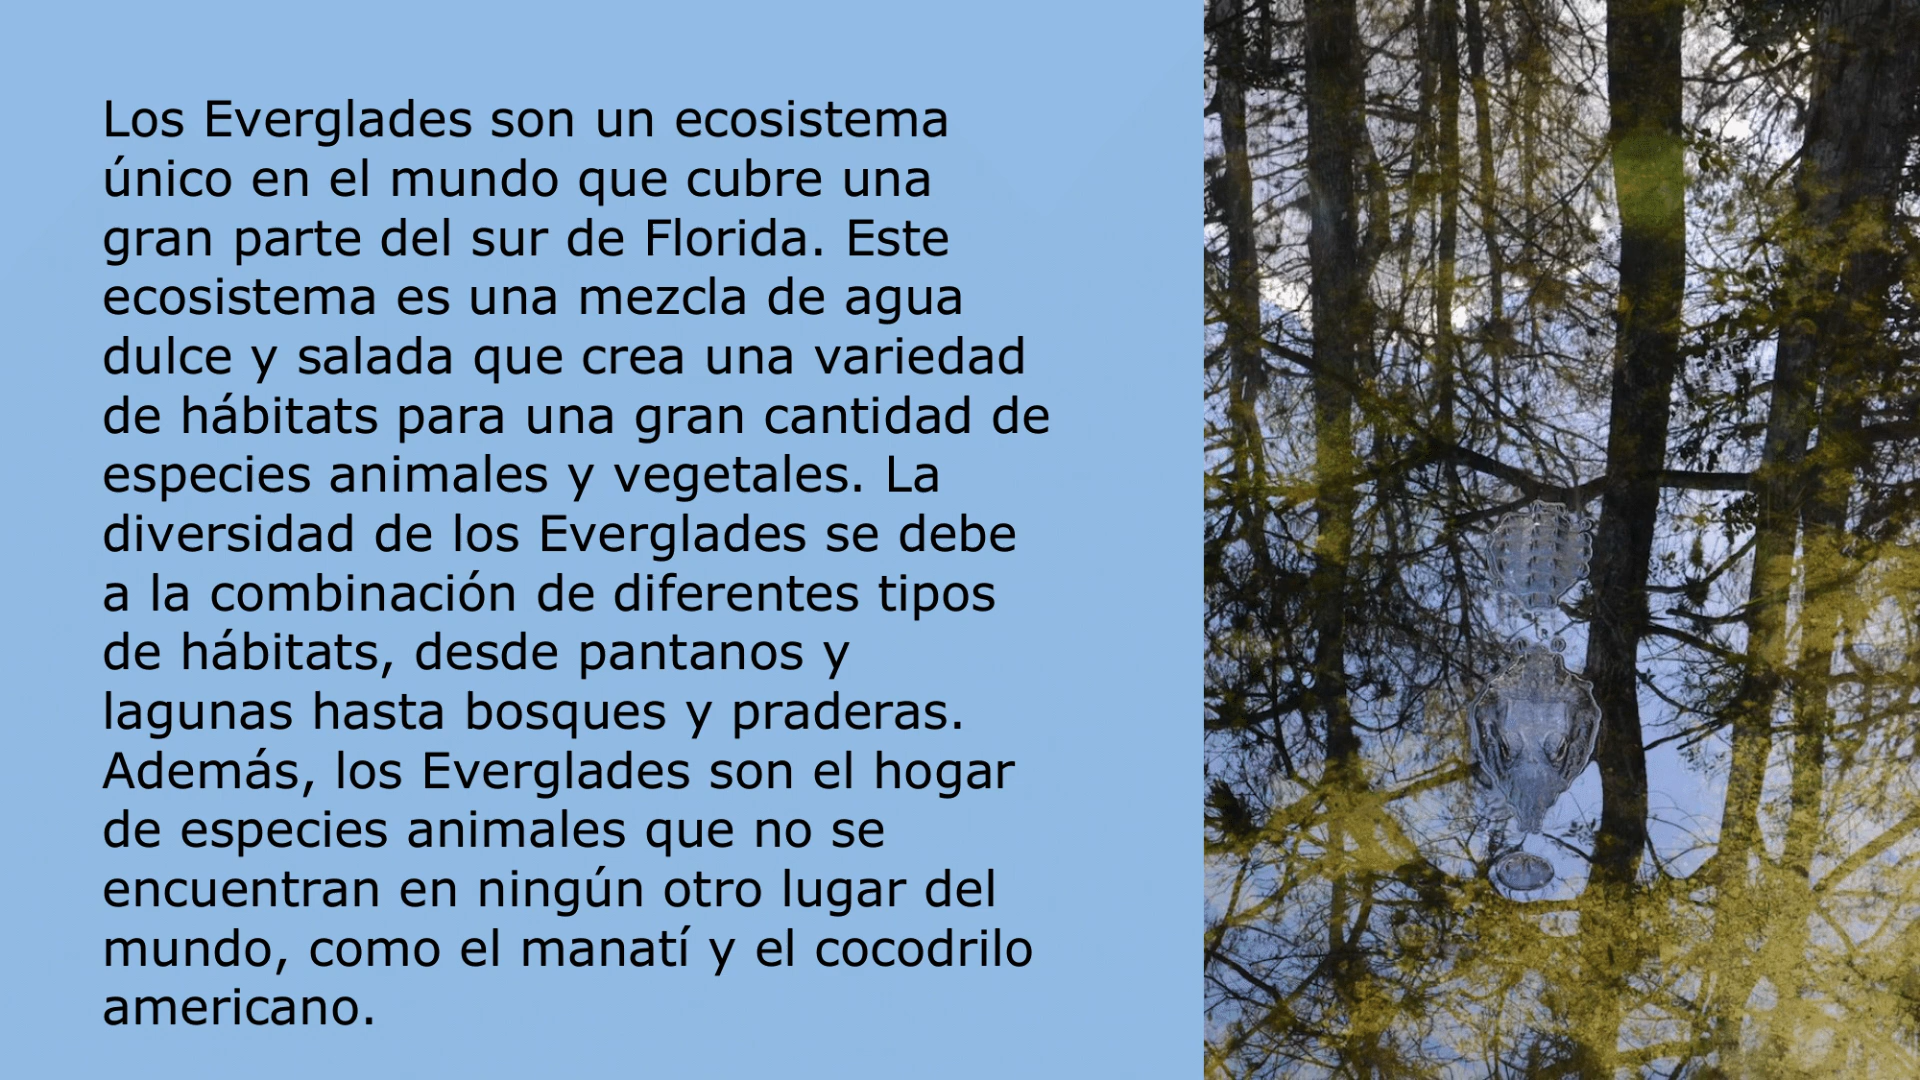 Los Everglades son un ecosistema
único en el mundo que cubre una
gran parte del sur de Florida. Este
ecosistema es una mezcla de agua
dulce y salada que crea una variedad
de hábitats para una gran cantidad de
especies animales y vegetales. La
diversidad de los Everglades se debe
a la combinación de diferentes tipos
de hábitats, desde pantanos y
lagunas hasta bosques y praderas.
Además, los Everglades son el hogar
de especies animales que no se
encuentran en ningún otro lugar del
mundo, como el manatí y el cocodrilo
americano.